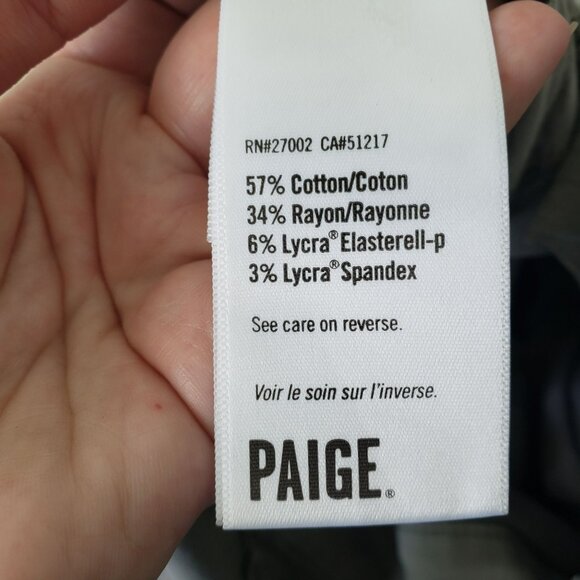 RN#27002 CA#51217
57% Cotton/Coton
34% Rayon/Rayonne
6% Lycra® Elasterell-p
3% Lycra® Spandex
See care on reverse.
Voir le soin sur l'inverse.
PAIGE®